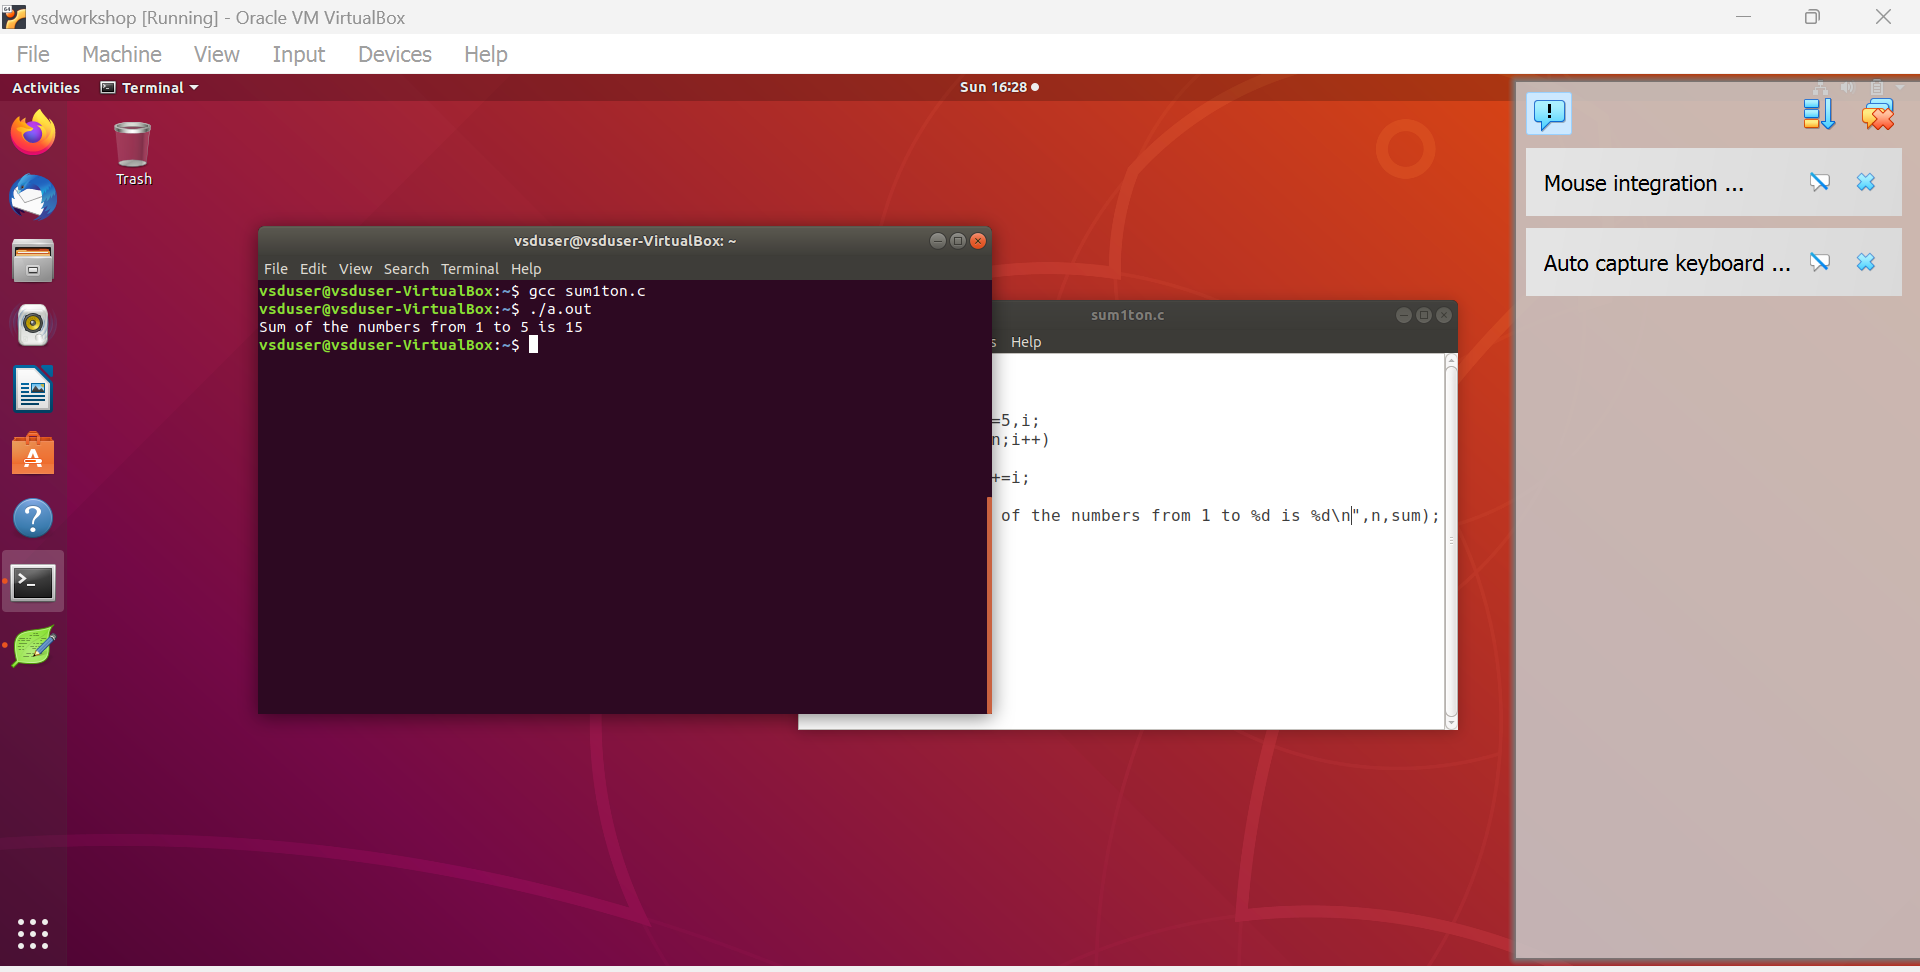 vsdworkshop [Running] - Oracle VM VirtualBox
File Machine View Input Devices Help
Activities Terminal Sun 16:28
Trash
Mouse integration ...
Auto capture keyboard ...
vsduser@vsduser-VirtualBox: ~
File Edit View Search Terminal Help
vsduser@vsduser-VirtualBox:~$ gcc sum1ton.c
vsduser@vsduser-VirtualBox:~$ ./a.out
Sum of the numbers from 1 to 5 is 15
vsduser@vsduser-VirtualBox:~$
sum1ton.c
s Help
=5,i;
n;i++)
+=i;
of the numbers from 1 to %d is %d\n",n,sum);